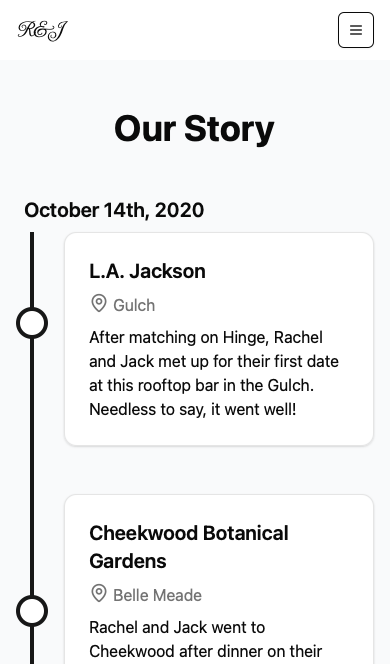 R&J
Our Story
October 14th, 2020
L.A. Jackson
Gulch
After matching on Hinge, Rachel
and Jack met up for their first date
at this rooftop bar in the Gulch.
Needless to say, it went well!
Cheekwood Botanical
Gardens
Belle Meade
Rachel and Jack went to
Cheekwood after dinner on their